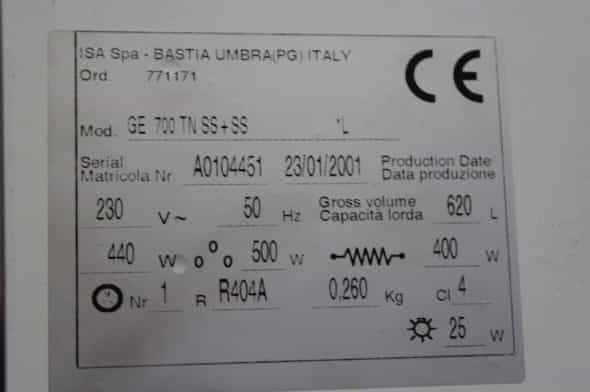 ISA Spa - BASTIA UMBRA(PG) ITALY
CE
Ord. 771171
Mod. GE 700 TN SS+SS *L
Serial Matricola Nr. A0104451 23/01/2001 Production Date Data produzione
230 V~ 50 Hz Gross volume Capacità lorda 620 L
440 W 500 W 400 W
Nr 1 R R404A 0,260 Kg Cl 4
25 W